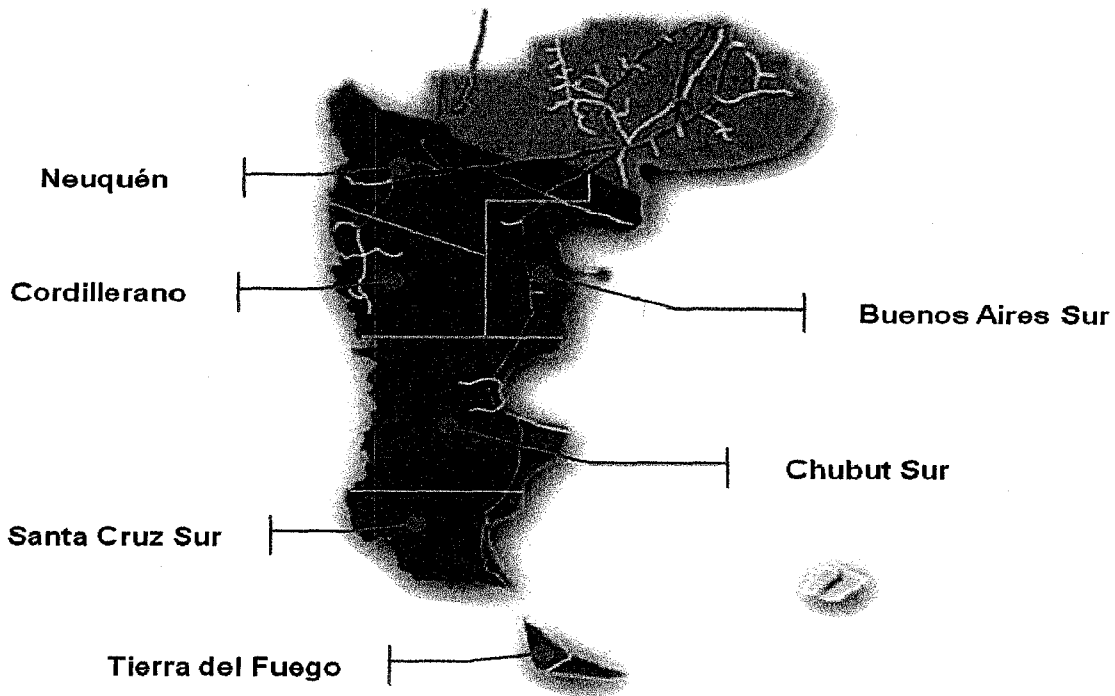 Neuquén
Cordillerano
Buenos Aires Sur
Chubut Sur
Santa Cruz Sur
Tierra del Fuego